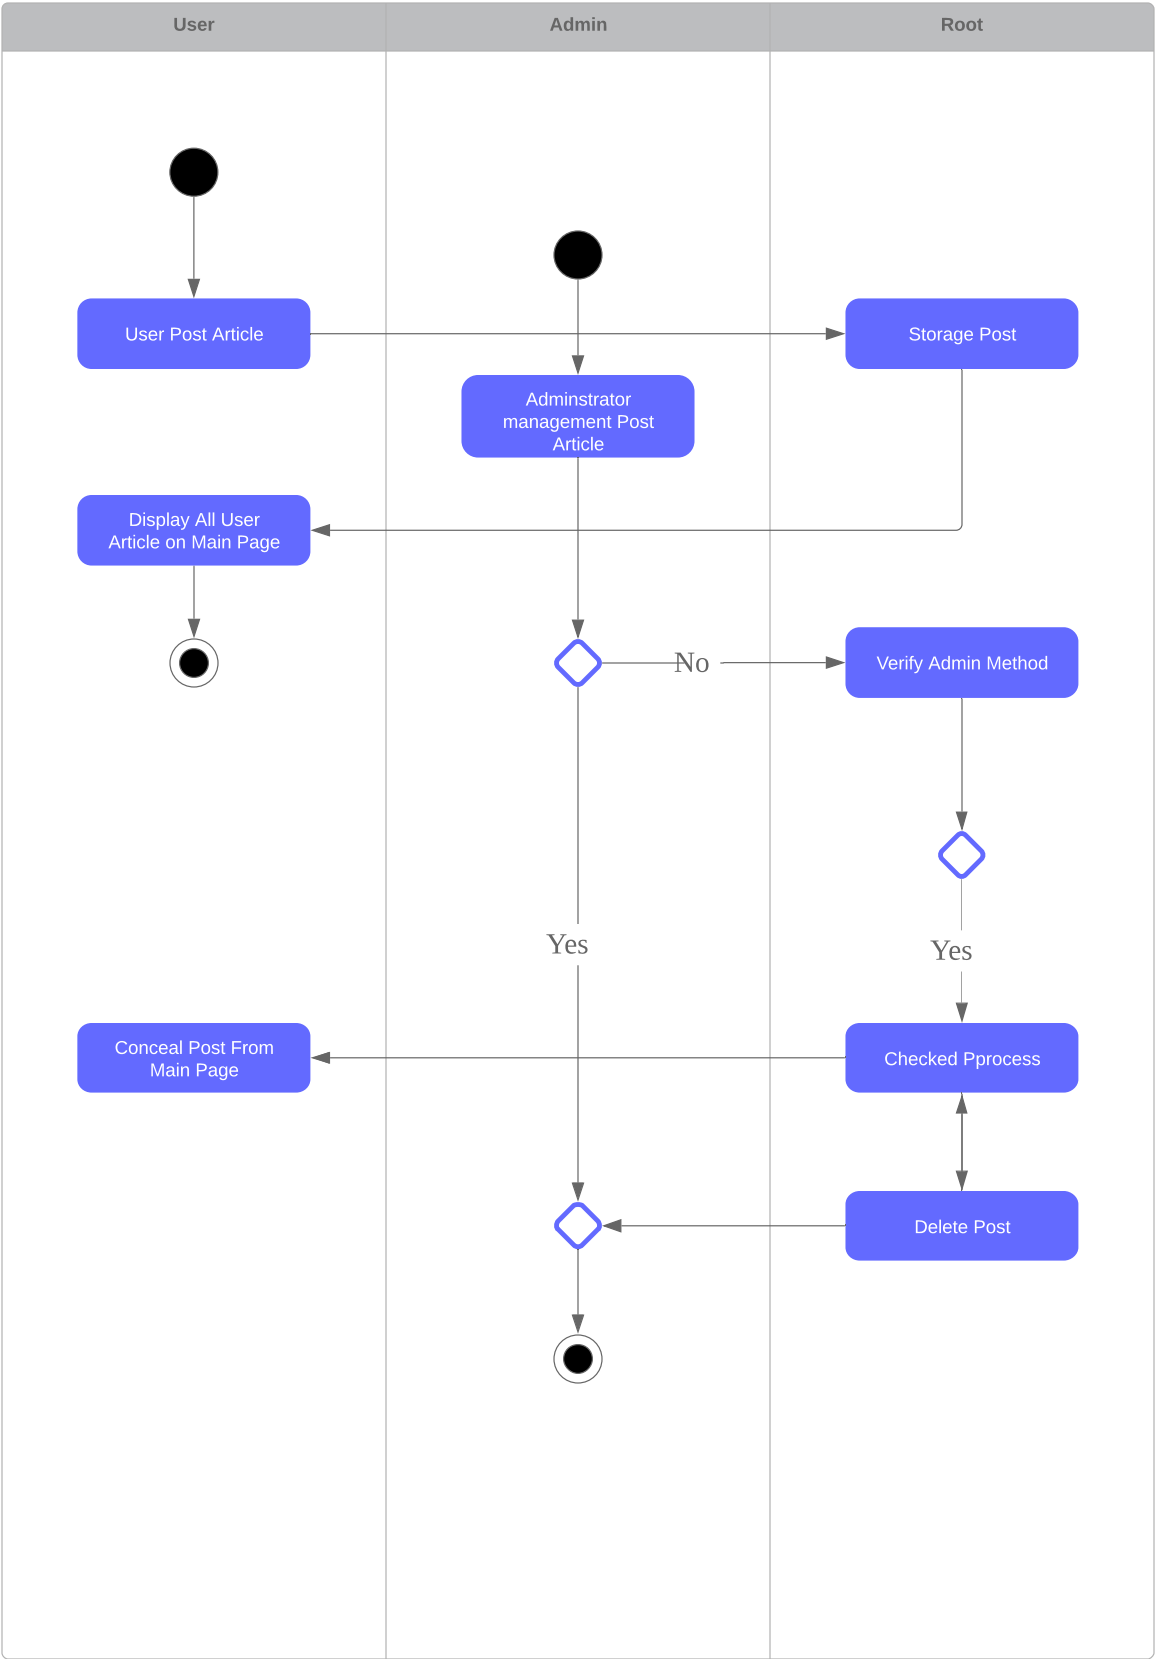 User
Admin
Root
User Post Article
Storage Post
Adminstrator
management Post
Article
Display All User
Article on Main Page
No
Verify Admin Method
Yes
Yes
Conceal Post From
Main Page
Checked Pprocess
Delete Post